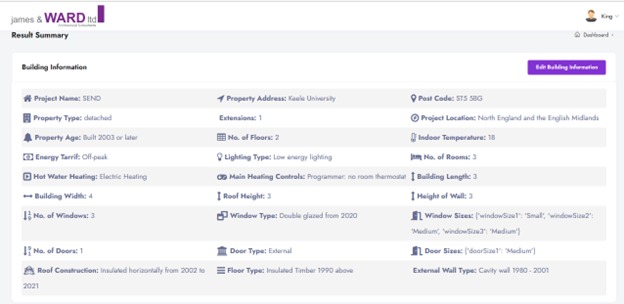 james & WARD ltd
King
Result Summary
Dashboard -
Building Information
Edit Building Information
Project Name: SEND
Property Address: Keele University
Post Code: ST5 5BG
Property Type: detached
Extensions: 1
Project Location: North England and the English Midlands
Property Age: Built 2003 or later
No. of Floors: 2
Indoor Temperature: 18
Energy Tarrif: Off-peak
Lighting Type: Low energy lighting
No. of Rooms: 3
Hot Water Heating: Electric Heating
Main Heating Controls: Programmer: no room thermostat
Building Length: 3
Building Width: 4
Roof Height: 3
Height of Wall: 3
No. of Windows: 3
Window Type: Double glazed from 2020
Window Sizes: {'windowSize1': 'Small', 'windowSize2':
'Medium', 'windowSize3': 'Medium'}
No. of Doors: 1
Door Type: External
Door Sizes: {'doorSize1': 'Medium'}
Roof Construction: Insulated horizontally from 2002 to
2021
Floor Type: Insulated Timber 1990 above
External Wall Type: Cavity wall 1980 - 2001